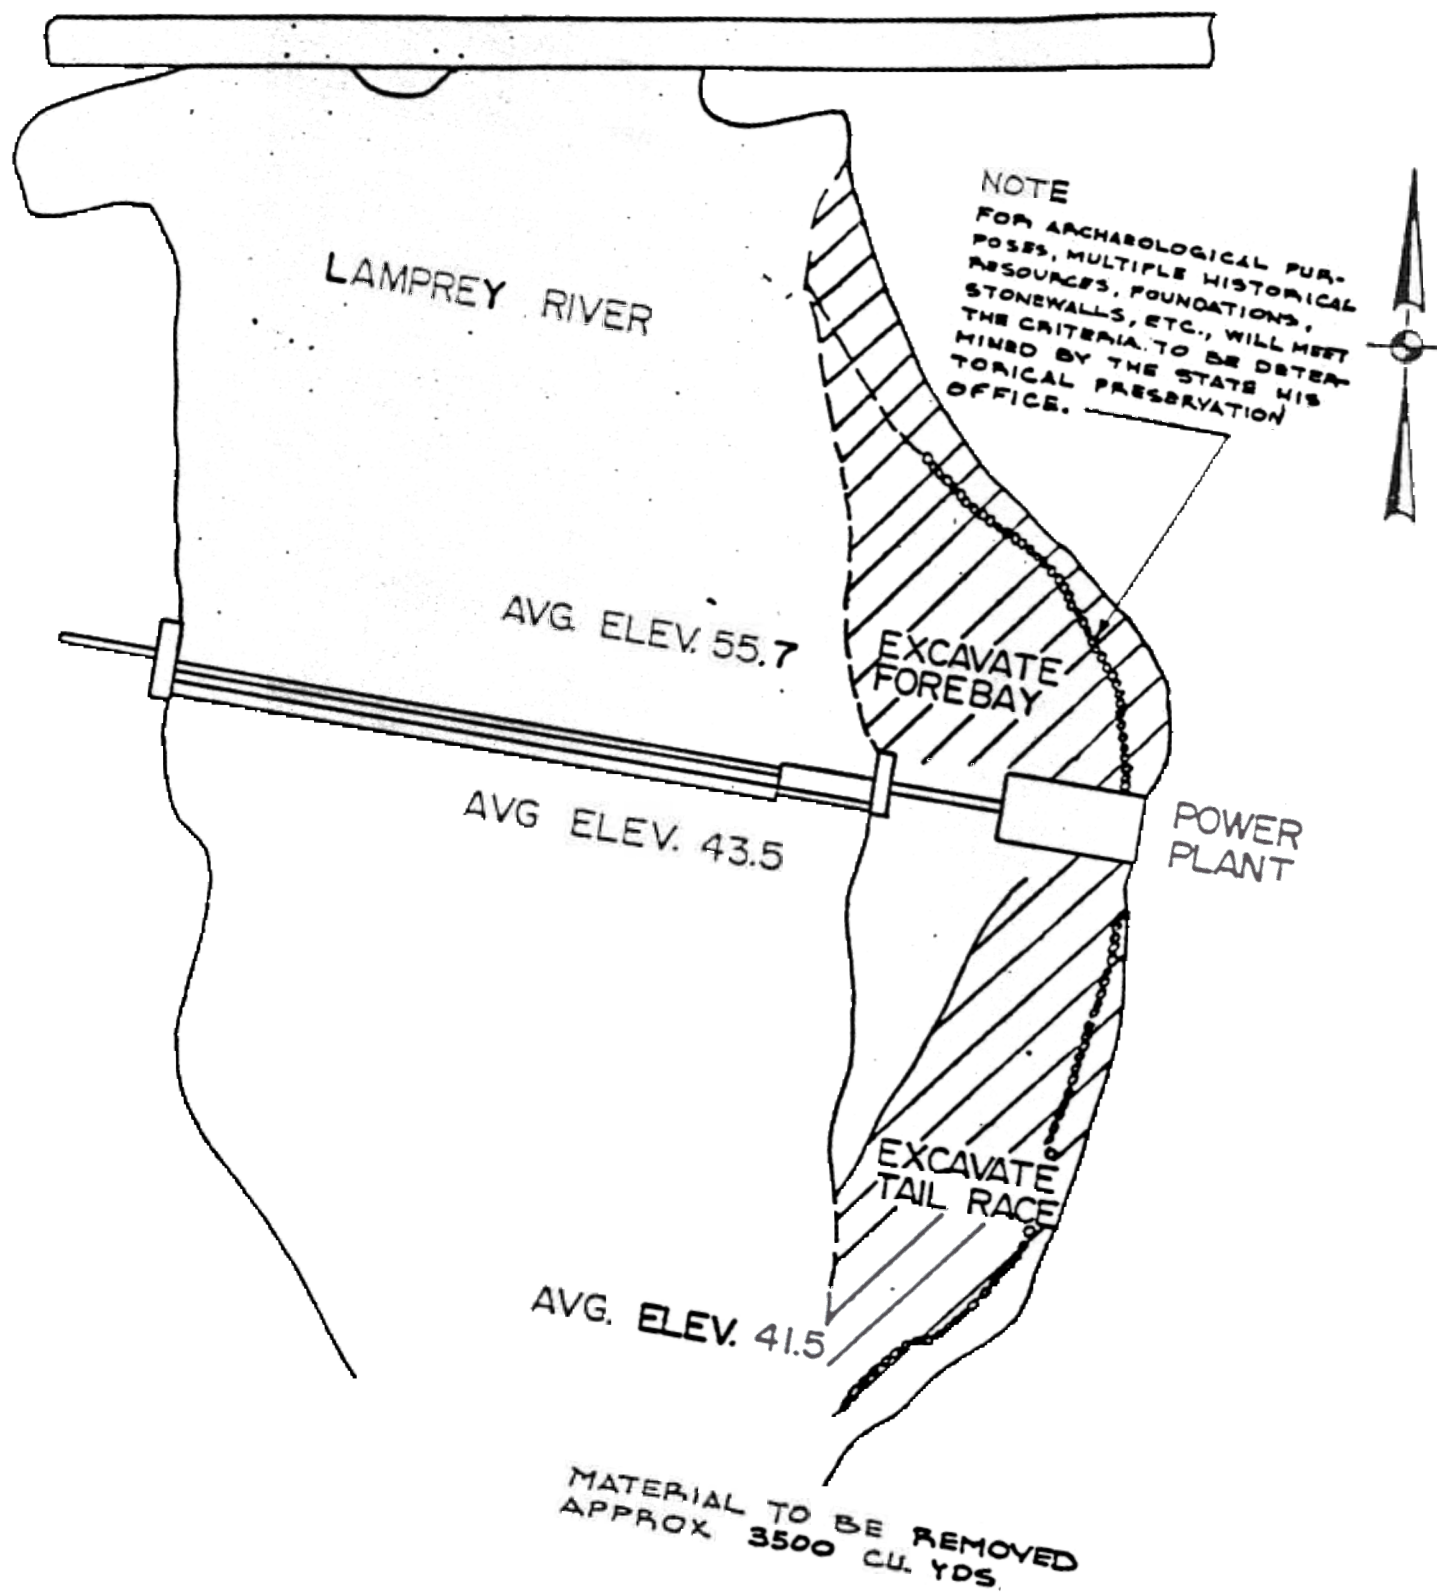 NOTE
FOR ARCHAEOLOGICAL PUR-
POSES, MULTIPLE HISTORICAL
RESOURCES, FOUNDATIONS,
STONEWALLS, ETC., WILL MEET
THE CRITERIA TO BE DETER-
MINED BY THE STATE HIS
TORICAL PRESERVATION
OFFICE.
LAMPREY RIVER
AVG. ELEV. 55.7
EXCAVATE
FOREBAY
AVG ELEV. 43.5
POWER
PLANT
EXCAVATE
TAIL RACE
AVG. ELEV. 41.5
MATERIAL TO BE REMOVED
APPROX 3500 CU. YDS.